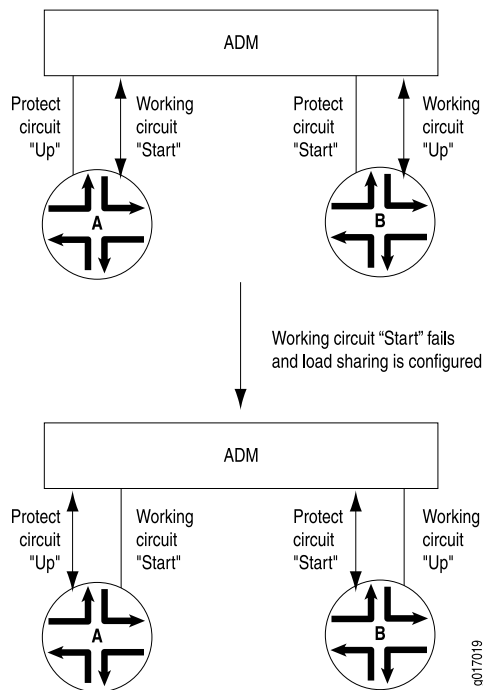 ADM
Protect
circuit
"Up"
Working
circuit
"Start"
Protect
circuit
"Start"
Working
circuit
"Up"
A
B
Working circuit “Start” fails
and load sharing is configured
ADM
Protect
circuit
"Up"
Working
circuit
"Start"
Protect
circuit
"Start"
Working
circuit
"Up"
A
B
g017019